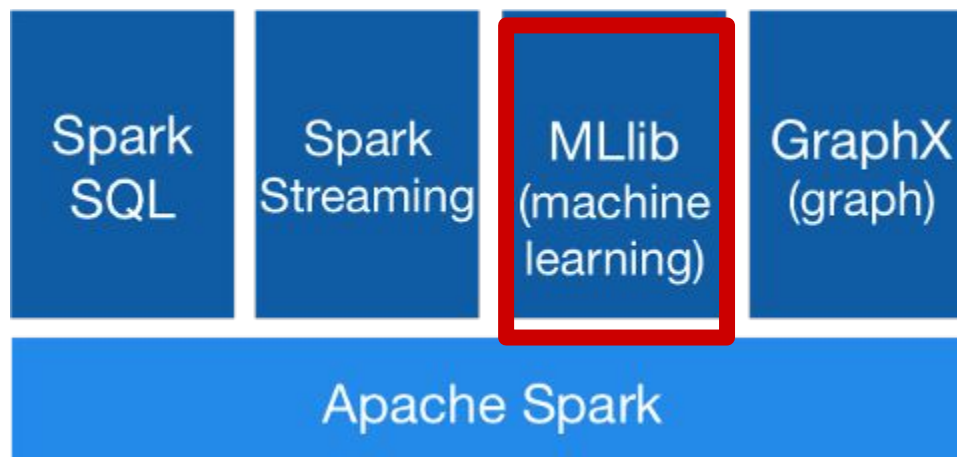 Spark
SQL
Spark
Streaming
MLlib
(machine
learning)
GraphX
(graph)
Apache Spark